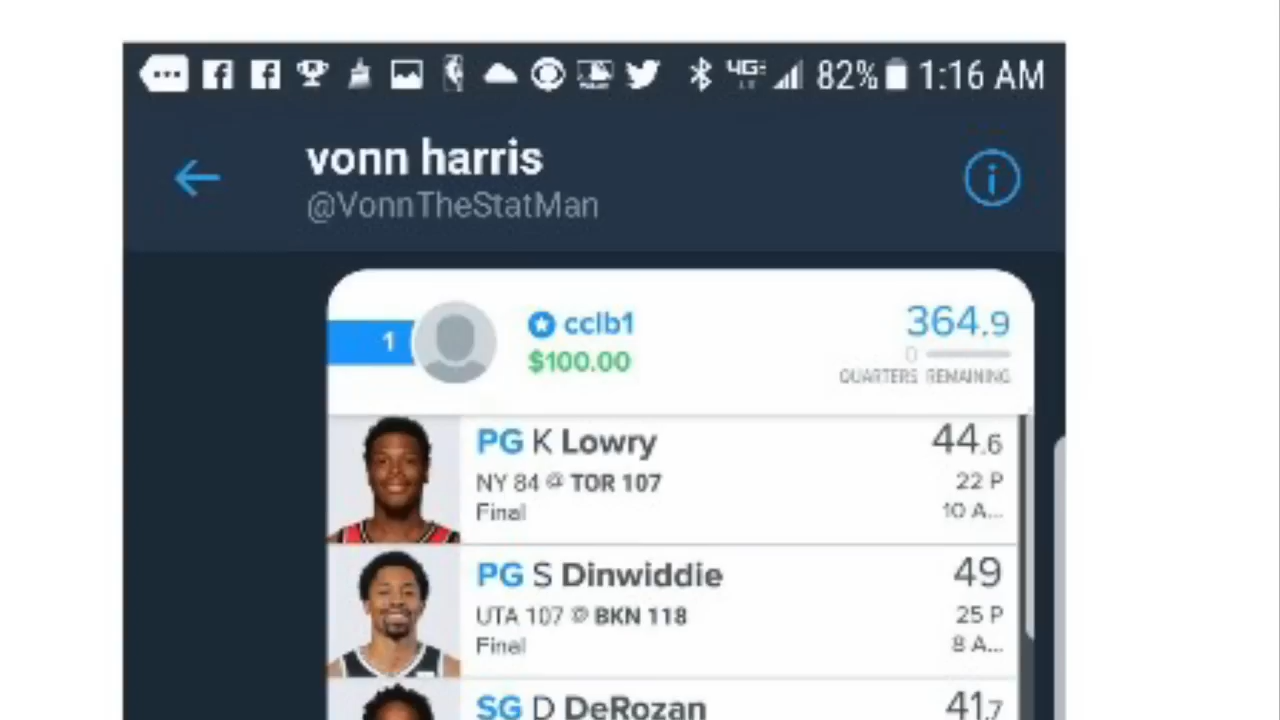 82% 1:16 AM
vonn harris
@VonnTheStatMan
1 cclb1 364.9
$100.00 0
QUARTERS REMAINING
PG K Lowry 44.6
NY 84 @ TOR 107 22 P
Final 10 A...
PG S Dinwiddie 49
UTA 107 @ BKN 118 25 P
Final 8 A...
SG D DeRozan 41.7